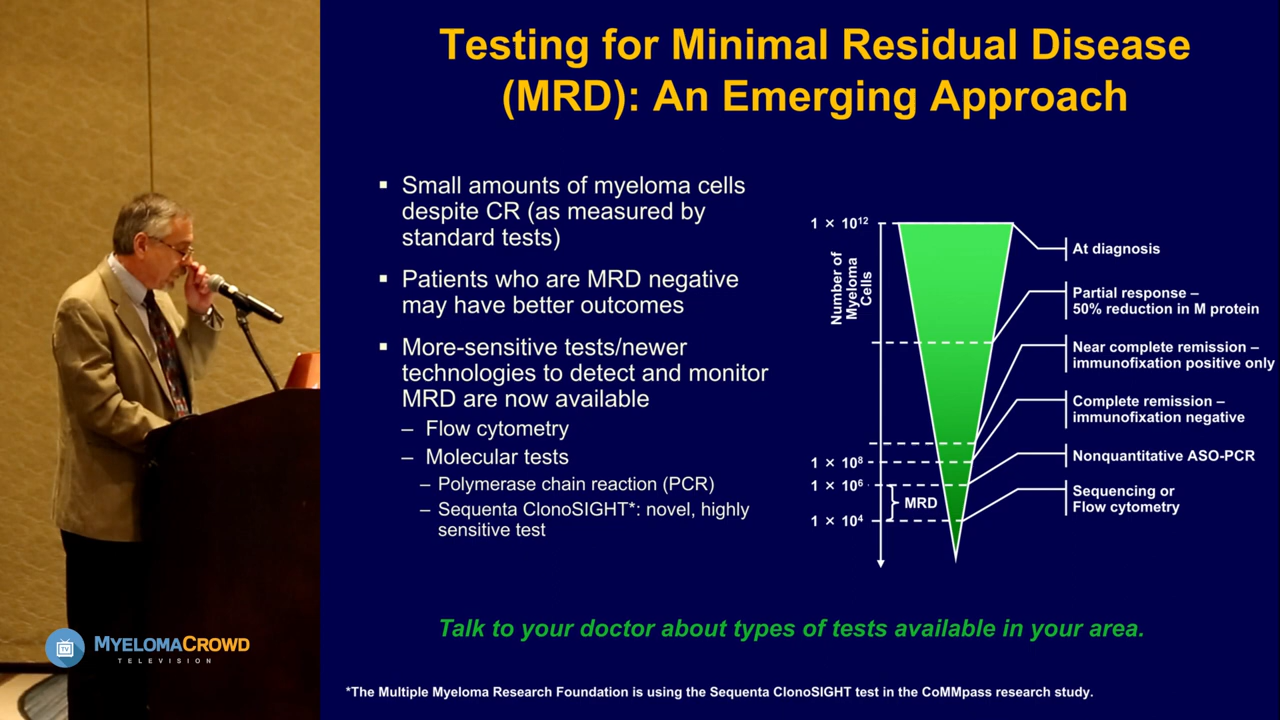 Testing for Minimal Residual Disease
(MRD): An Emerging Approach
▪ Small amounts of myeloma cells
despite CR (as measured by
standard tests)
▪ Patients who are MRD negative
may have better outcomes
▪ More-sensitive tests/newer
technologies to detect and monitor
MRD are now available
– Flow cytometry
– Molecular tests
– Polymerase chain reaction (PCR)
– Sequenta ClonoSIGHT*: novel, highly
sensitive test
Number of
Myeloma
Cells
1 × 10¹²
1 × 10⁸
1 × 10⁶
1 × 10⁴
MRD
At diagnosis
Partial response –
50% reduction in M protein
Near complete remission –
immunofixation positive only
Complete remission –
immunofixation negative
Nonquantitative ASO-PCR
Sequencing or
Flow cytometry
Talk to your doctor about types of tests available in your area.
*The Multiple Myeloma Research Foundation is using the Sequenta ClonoSIGHT test in the CoMMpass research study.
TV
MYELOMACROWD
TELEVISION